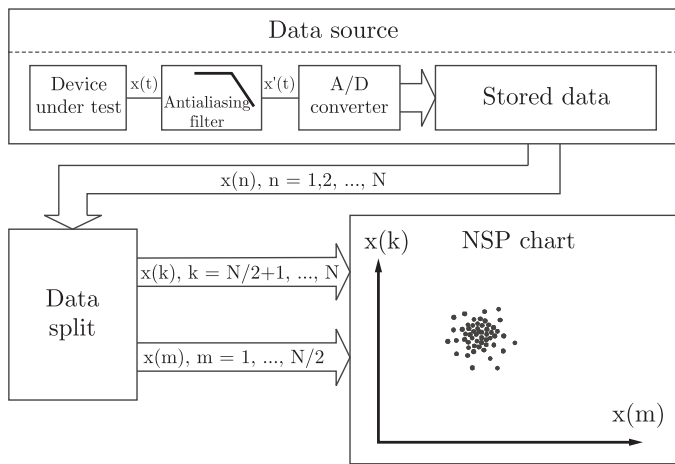 Data source
Device
under test
x(t)
Antialiasing
filter
x'(t)
A/D
converter
Stored data
x(n), n = 1,2, ..., N
Data
split
x(k), k = N/2+1, ..., N
x(m), m = 1, ..., N/2
NSP chart
x(k)
x(m)